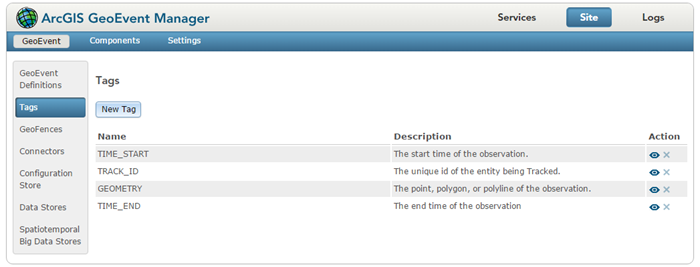 ArcGIS GeoEvent Manager
Services
Site
Logs
GeoEvent
Components
Settings
GeoEvent
Definitions
Tags
GeoFences
Connectors
Configuration
Store
Data Stores
Spatiotemporal
Big Data Stores
Tags
New Tag
Name Description Action
TIME_START The start time of the observation.
TRACK_ID The unique id of the entity being Tracked.
GEOMETRY The point, polygon, or polyline of the observation.
TIME_END The end time of the observation